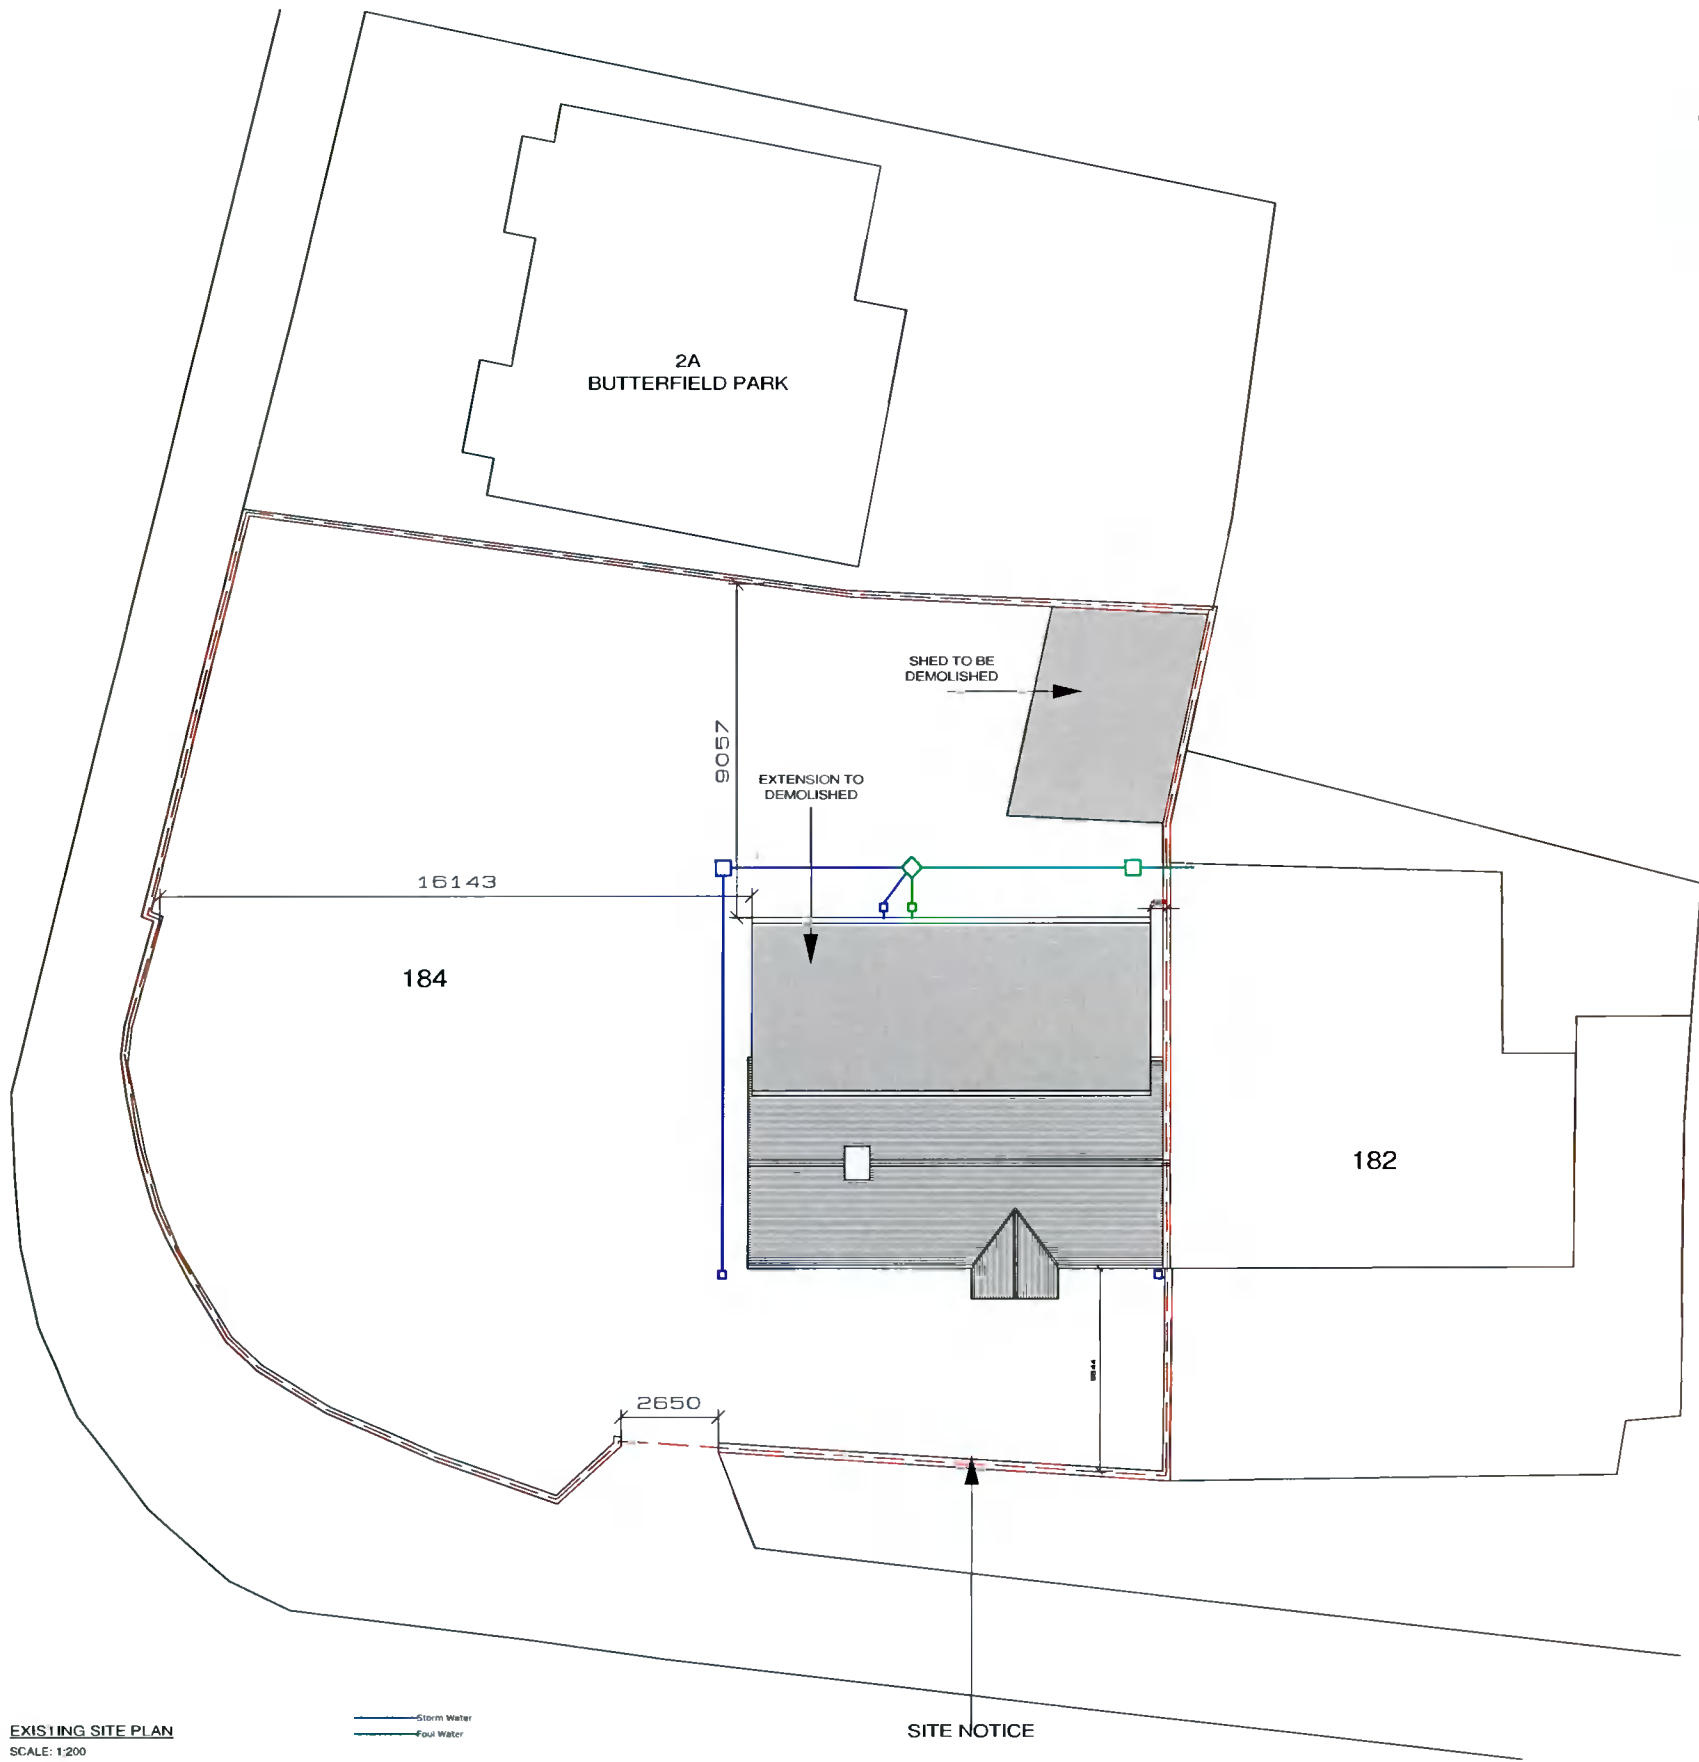 2A
BUTTERFIELD PARK
SHED TO BE
DEMOLISHED
9057
EXTENSION TO
DEMOLISHED
16143
184
182
2650
SITE NOTICE
EXISTING SITE PLAN
SCALE: 1:200
Storm Water
Foul Water